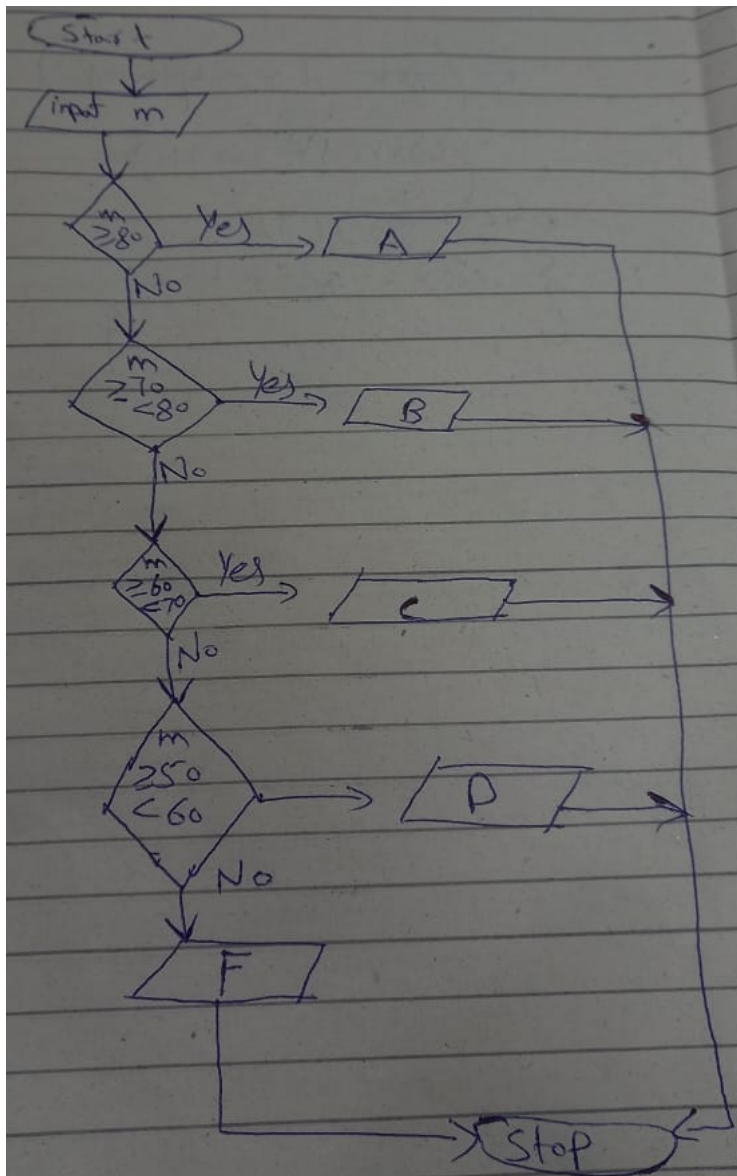 Start
input m
m
≥80
Yes
A
No
m
≥70
<80
Yes
B
No
m
≥60
<70
Yes
C
No
m
≥50
<60
D
No
F
Stop